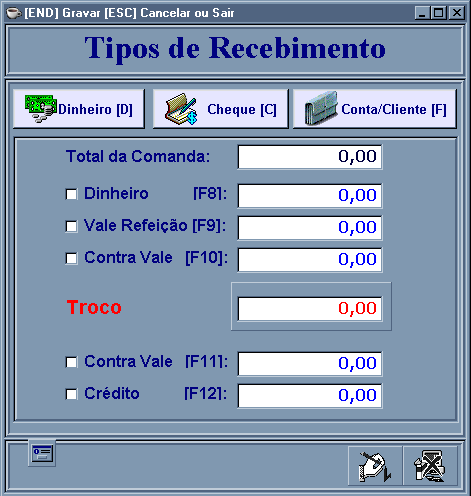 [END] Gravar [ESC] Cancelar ou Sair
Tipos de Recebimento
Dinheiro [D] Cheque [C] Conta/Cliente [F]
Total da Comanda: 0,00
Dinheiro [F8]: 0,00
Vale Refeição [F9]: 0,00
Contra Vale [F10]: 0,00
Troco 0,00
Contra Vale [F11]: 0,00
Crédito [F12]: 0,00